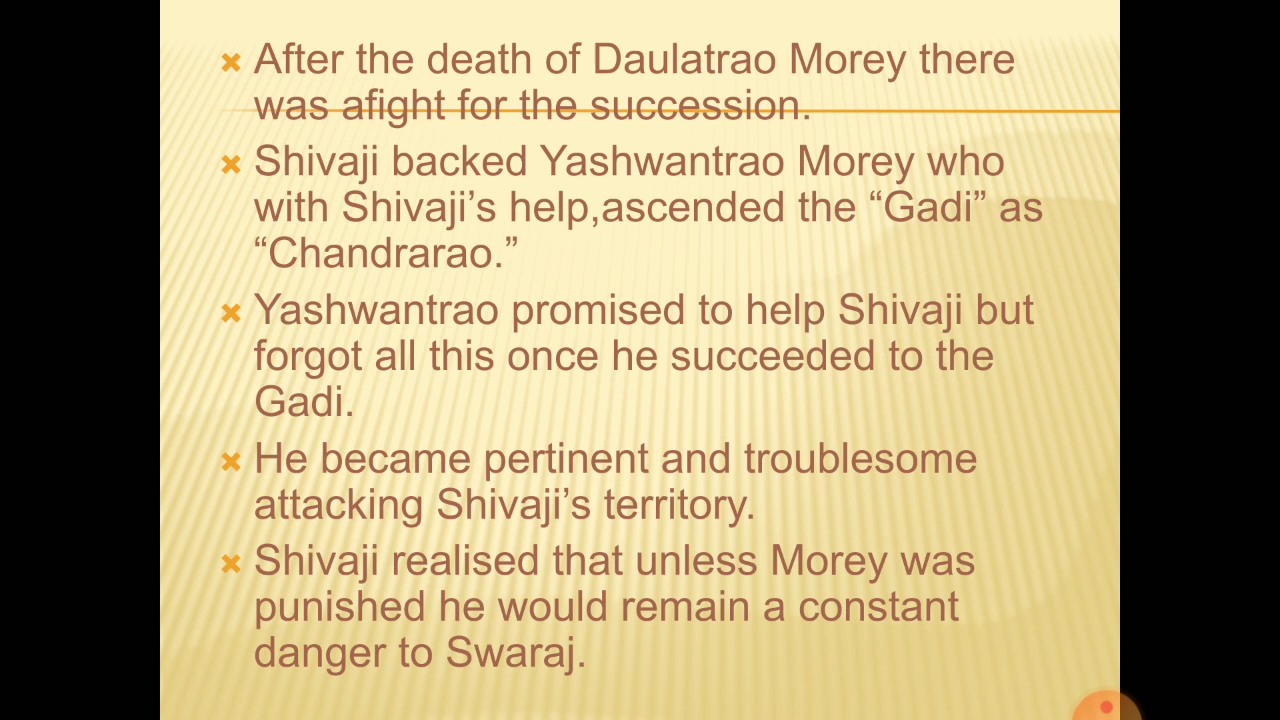 After the death of Daulatrao Morey there
was afight for the succession.
Shivaji backed Yashwantrao Morey who
with Shivaji’s help,ascended the “Gadi” as
“Chandrarao.”
Yashwantrao promised to help Shivaji but
forgot all this once he succeeded to the
Gadi.
He became pertinent and troublesome
attacking Shivaji’s territory.
Shivaji realised that unless Morey was
punished he would remain a constant
danger to Swaraj.